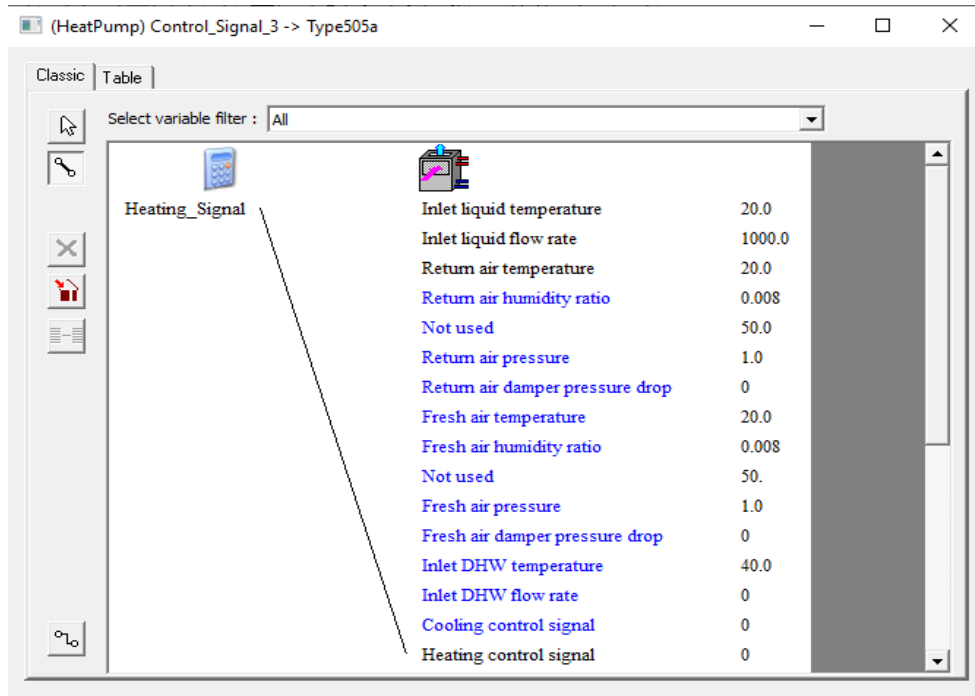 (HeatPump) Control_Signal_3 -> Type505a
Classic Table
Select variable filter : All
Heating_Signal Inlet liquid temperature 20.0
Inlet liquid flow rate 1000.0
Return air temperature 20.0
Return air humidity ratio 0.008
Not used 50.0
Return air pressure 1.0
Return air damper pressure drop 0
Fresh air temperature 20.0
Fresh air humidity ratio 0.008
Not used 50.
Fresh air pressure 1.0
Fresh air damper pressure drop 0
Inlet DHW temperature 40.0
Inlet DHW flow rate 0
Cooling control signal 0
Heating control signal 0